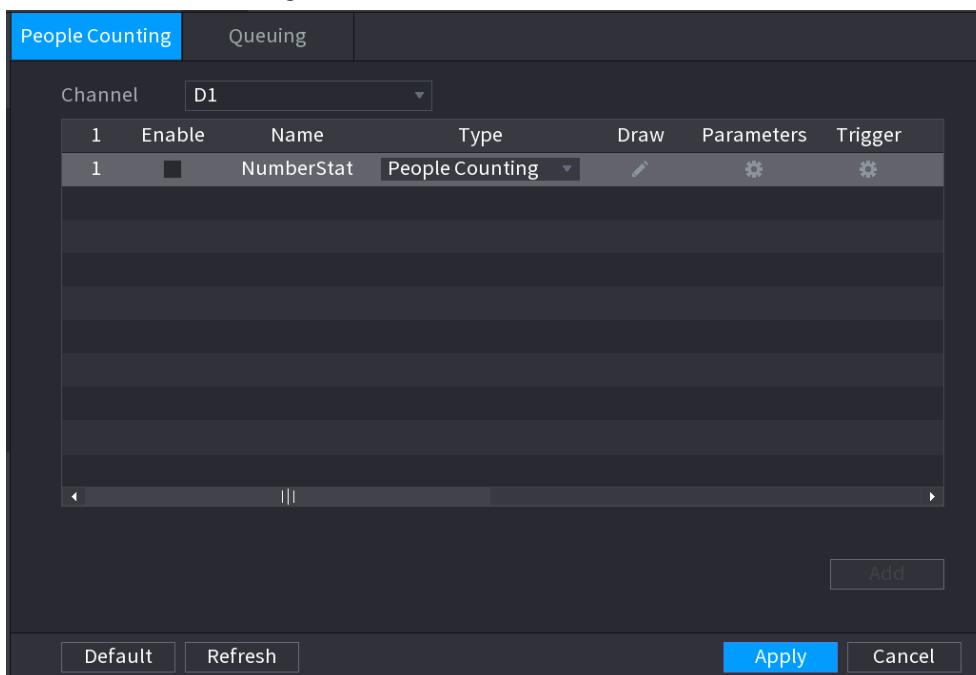 People Counting Queuing
Channel D1
1 Enable Name Type Draw Parameters Trigger
1 NumberStat People Counting
Add
Default Refresh Apply Cancel